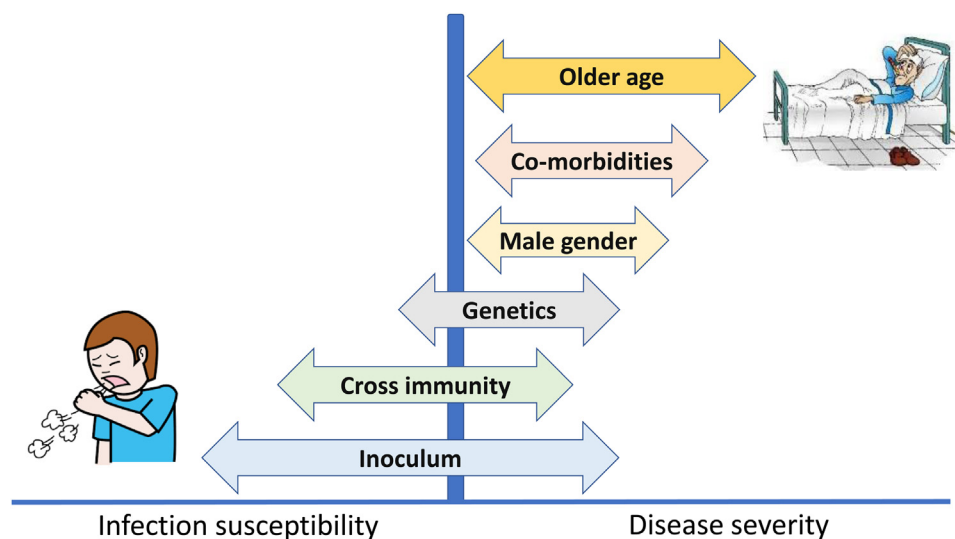 Older age
Co-morbidities
Male gender
Genetics
Cross immunity
Inoculum
Infection susceptibility
Disease severity